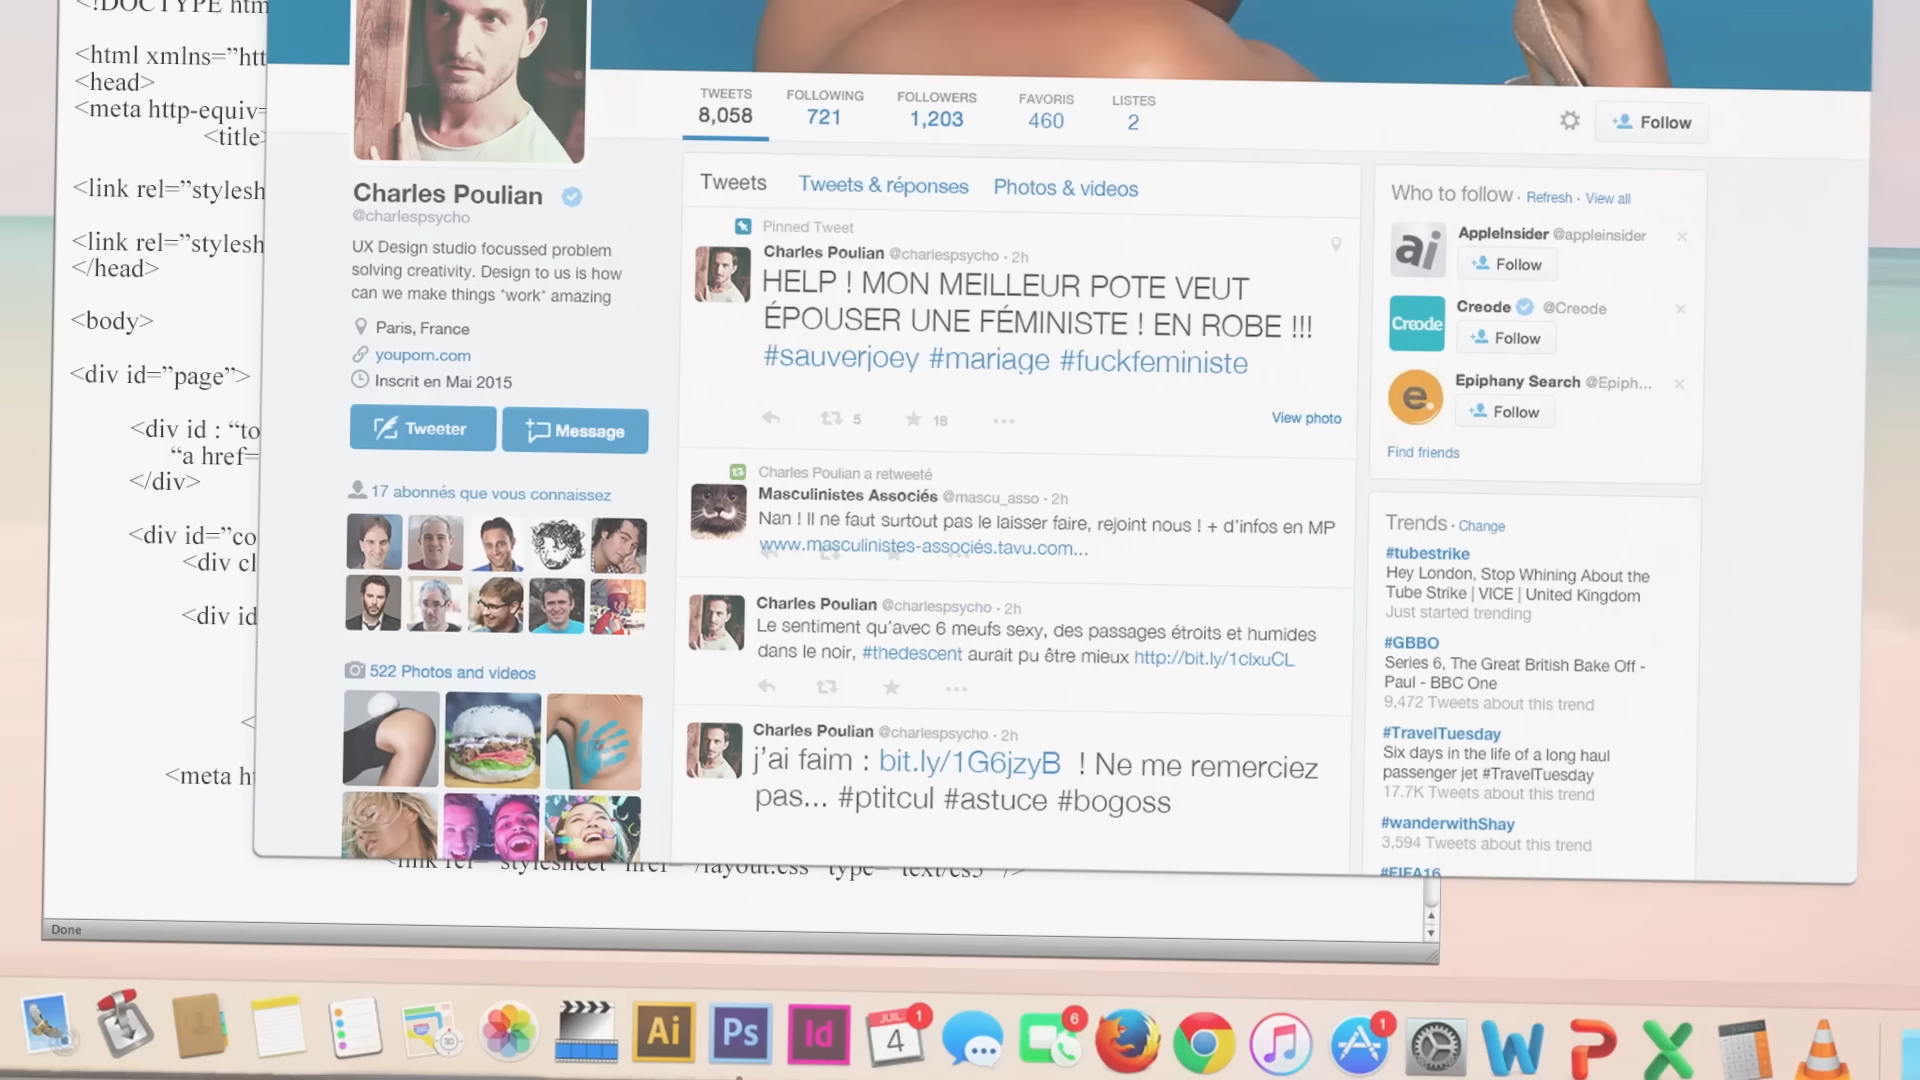 <!DOCTYPE htm
<html xmlns=”htt
<head>
<meta http-equiv=
<title>
<link rel=”stylesh
<link rel=”stylesh
</head>
<body>
<div id=”page”>
<div id : “to
“a href=
</div>
<div id=”co
<div cl
<div id
<
<meta h
Done
TWEETS
8,058
FOLLOWING
721
FOLLOWERS
1,203
FAVORIS
460
LISTES
2
Follow
Charles Poulian
@charlespsycho
UX Design studio focussed problem
solving creativity. Design to us is how
can we make things *work* amazing
Paris, France
youporn.com
Inscrit en Mai 2015
Tweeter
Message
17 abonnés que vous connaissez
522 Photos and videos
Tweets
Tweets & réponses
Photos & videos
Pinned Tweet
Charles Poulian @charlespsycho · 2h
HELP ! MON MEILLEUR POTE VEUT
ÉPOUSER UNE FÉMINISTE ! EN ROBE !!!
#sauverjoey #mariage #fuckfeministe
5
18
View photo
Charles Poulian a retweeté
Masculinistes Associés @mascu_asso · 2h
Nan ! Il ne faut surtout pas le laisser faire, rejoint nous ! + d’infos en MP
www.masculinistes-associés.tavu.com...
Charles Poulian @charlespsycho · 2h
Le sentiment qu’avec 6 meufs sexy, des passages étroits et humides
dans le noir, #thedescent aurait pu être mieux http://bit.ly/1clxuCL
Charles Poulian @charlespsycho · 2h
j’ai faim : bit.ly/1G6jzyB ! Ne me remerciez
pas... #ptitcul #astuce #bogoss
Who to follow · Refresh · View all
ai
AppleInsider @appleinsider
Follow
Creode
Creode @Creode
Follow
e.
Epiphany Search @Epiph...
Follow
Find friends
Trends · Change
#tubestrike
Hey London, Stop Whining About the
Tube Strike | VICE | United Kingdom
Just started trending
#GBBO
Series 6, The Great British Bake Off -
Paul - BBC One
9,472 Tweets about this trend
#TravelTuesday
Six days in the life of a long haul
passenger jet #TravelTuesday
17.7K Tweets about this trend
#wanderwithShay
3,594 Tweets about this trend
#FIFA16
Ai
Ps
Id
JUIL.
4
1
6
1